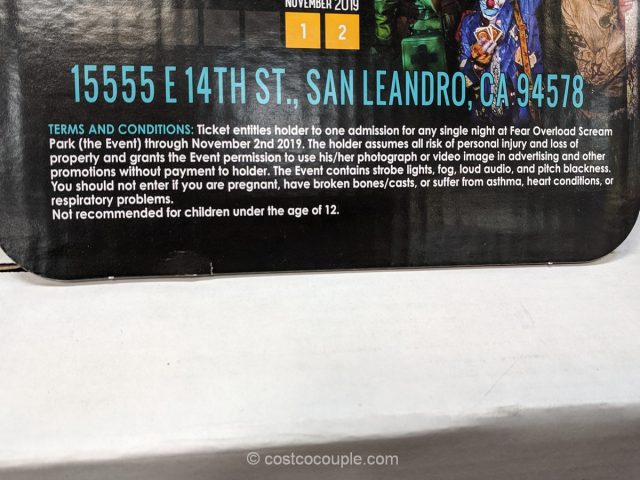 NOVEMBER 2019
1 2
15555 E 14TH ST., SAN LEANDRO, CA 94578
TERMS AND CONDITIONS: Ticket entitles holder to one admission for any single night at Fear Overload Scream
Park (the Event) through November 2nd 2019. The holder assumes all risk of personal injury and loss of
property and grants the Event permission to use his/her photograph or video image in advertising and other
promotions without payment to holder. The Event contains strobe lights, fog, loud audio, and pitch blackness.
You should not enter if you are pregnant, have broken bones/casts, or suffer from asthma, heart conditions, or
respiratory problems.
Not recommended for children under the age of 12.
© costcocouple.com